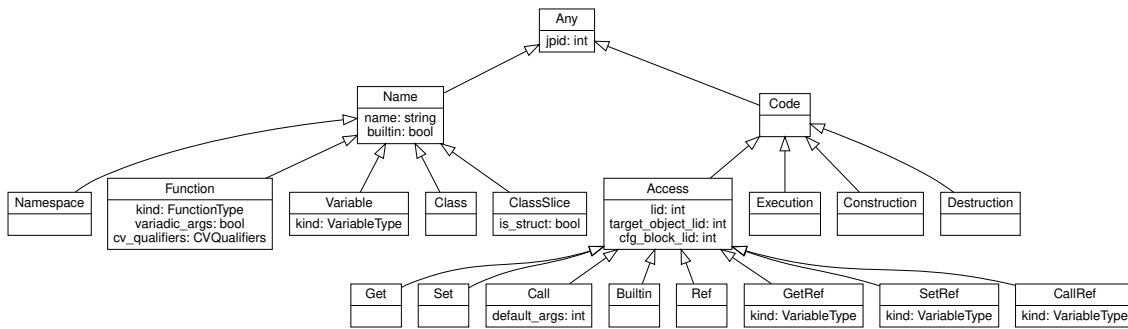 Any
jpid: int
Name
name: string
builtin: bool
Code
Namespace
Function
kind: FunctionType
variadic_args: bool
cv_qualifiers: CVQualifiers
Variable
kind: VariableType
Class
ClassSlice
is_struct: bool
Access
lid: int
target_object_lid: int
cfg_block_lid: int
Execution
Construction
Destruction
Get
Set
Call
default_args: int
Builtin
Ref
GetRef
kind: VariableType
SetRef
kind: VariableType
CallRef
kind: VariableType